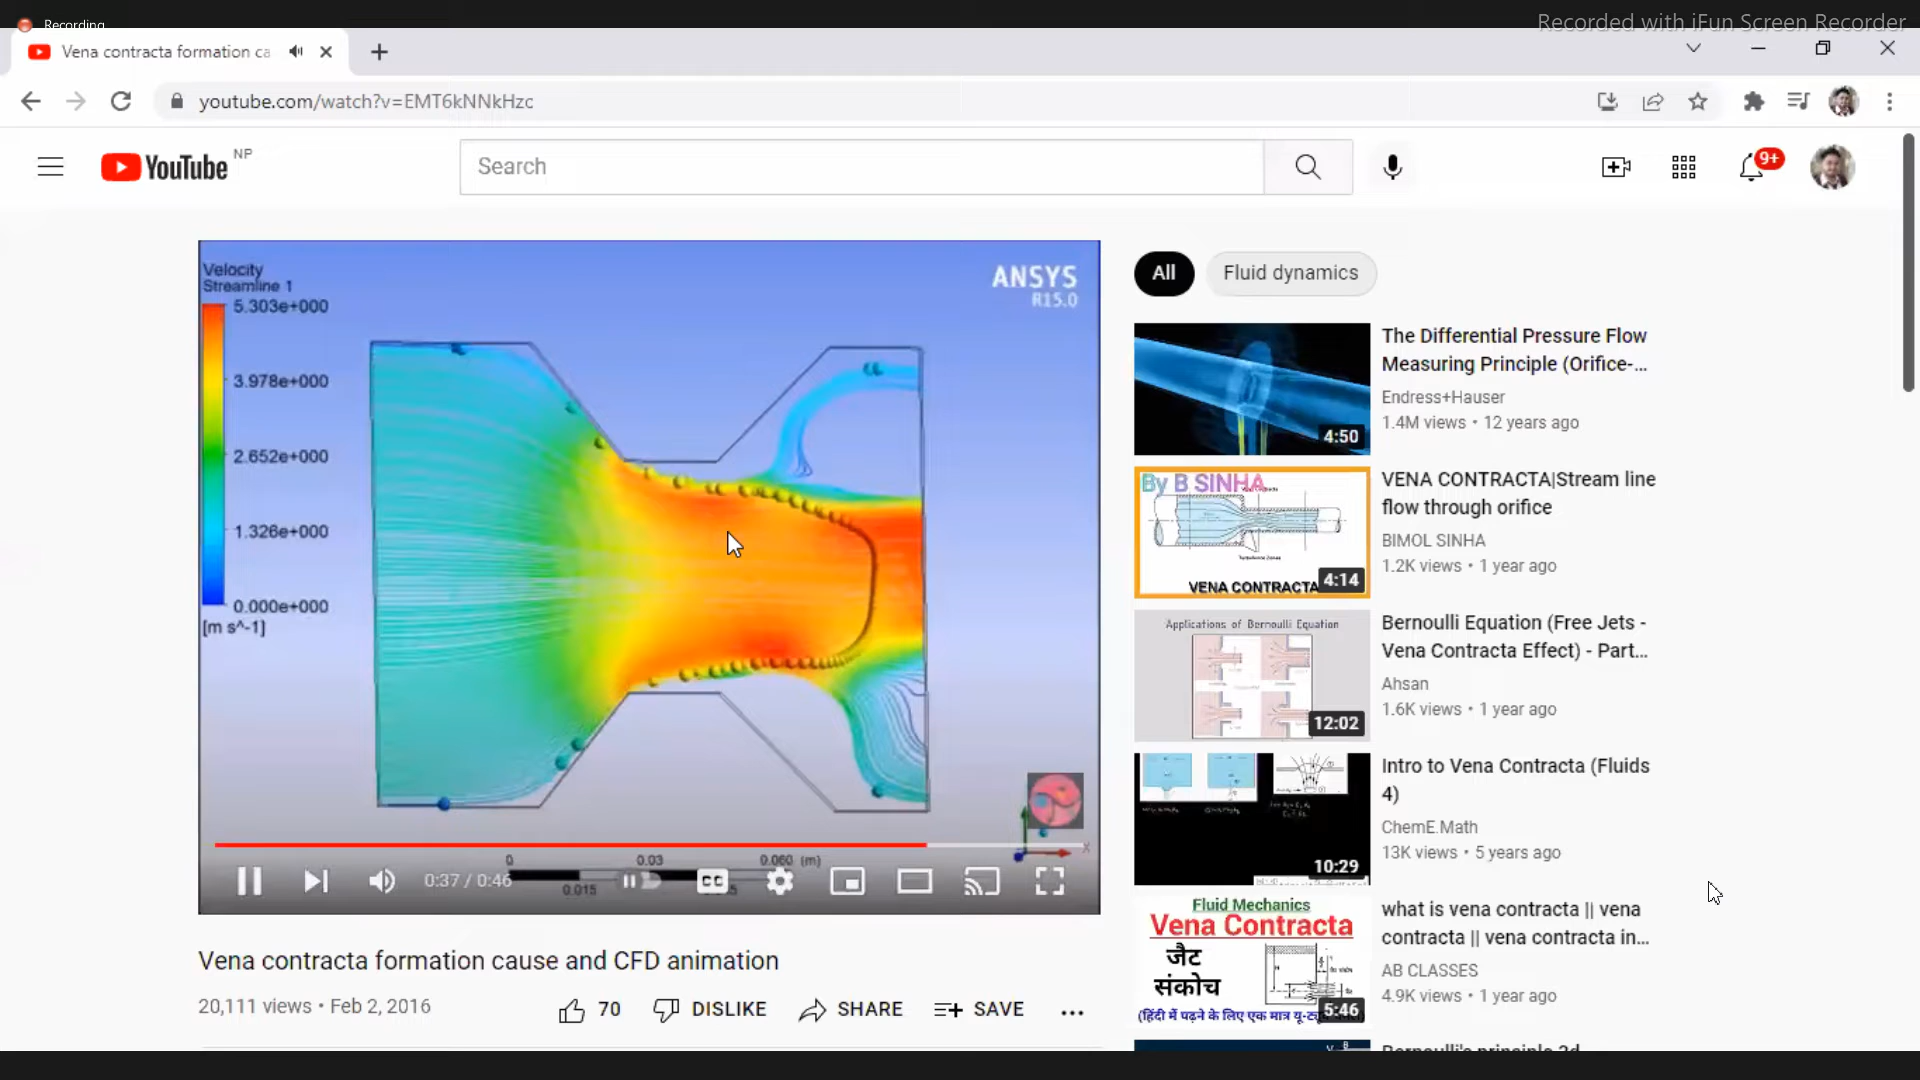 Recording
Recorded with iFun Screen Recorder
Vena contracta formation ca
youtube.com/watch?v=EMT6kNNkHzc
YouTube NP
Search
9+
Velocity
Streamline 1
5.303e+000
3.978e+000
2.652e+000
1.326e+000
0.000e+000
[m s^-1]
ANSYS
R15.0
0 0.03 0.060 (m)
0.015
0:37 / 0:46
CC
X
Vena contracta formation cause and CFD animation
20,111 views • Feb 2, 2016
70 DISLIKE SHARE SAVE
All Fluid dynamics
4:50
The Differential Pressure Flow
Measuring Principle (Orifice-...
Endress+Hauser
1.4M views • 12 years ago
By B SINHA
VENA CONTRACTA
4:14
VENA CONTRACTA|Stream line
flow through orifice
BIMOL SINHA
1.2K views • 1 year ago
Applications of Bernoulli Equation
12:02
Bernoulli Equation (Free Jets -
Vena Contracta Effect) - Part...
Ahsan
1.6K views • 1 year ago
10:29
Intro to Vena Contracta (Fluids
4)
ChemE.Math
13K views • 5 years ago
Fluid Mechanics
Vena Contracta
जैट
संकोच
(हिंदी में पढ़ने के लिए एक मात्र
5:46
what is vena contracta || vena
contracta || vena contracta in...
AB CLASSES
4.9K views • 1 year ago